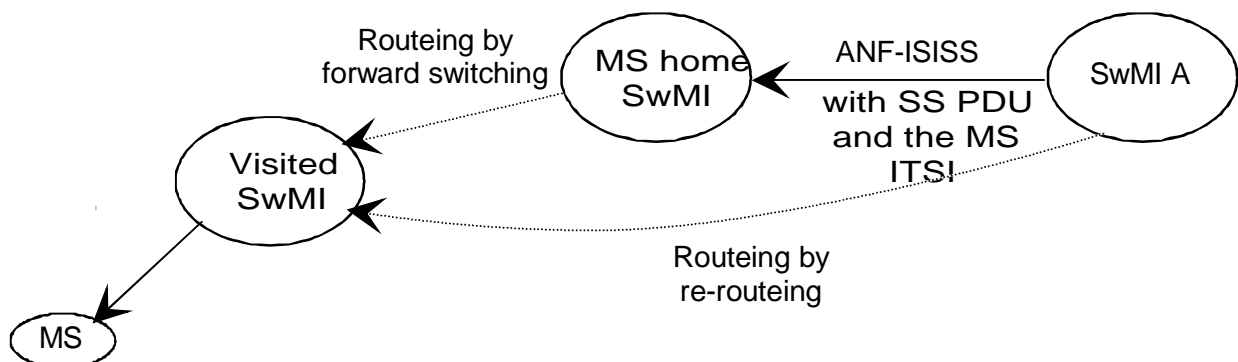 Routeing by
forward switching
MS home
SwMI
ANF-ISISS
SwMI A
with SS PDU
and the MS
ITSI
Visited
SwMI
Routeing by
re-routeing
MS